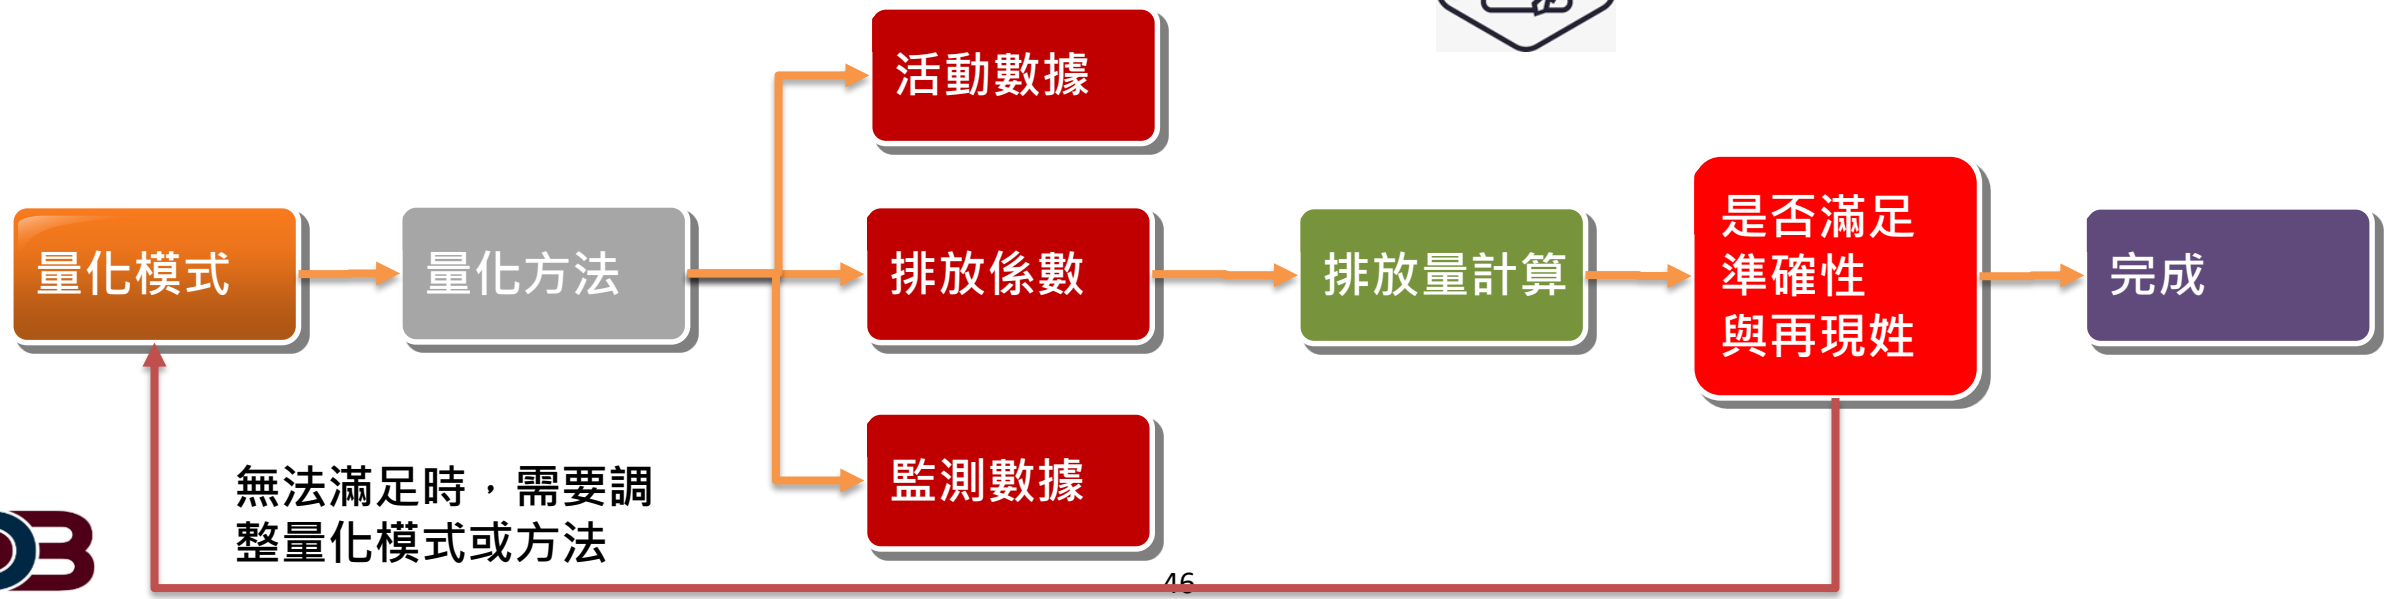 活動數據
量化模式
量化方法
排放係數
排放量計算
是否滿足
準確性
與再現姓
完成
監測數據
無法滿足時，需要調
整量化模式或方法
46